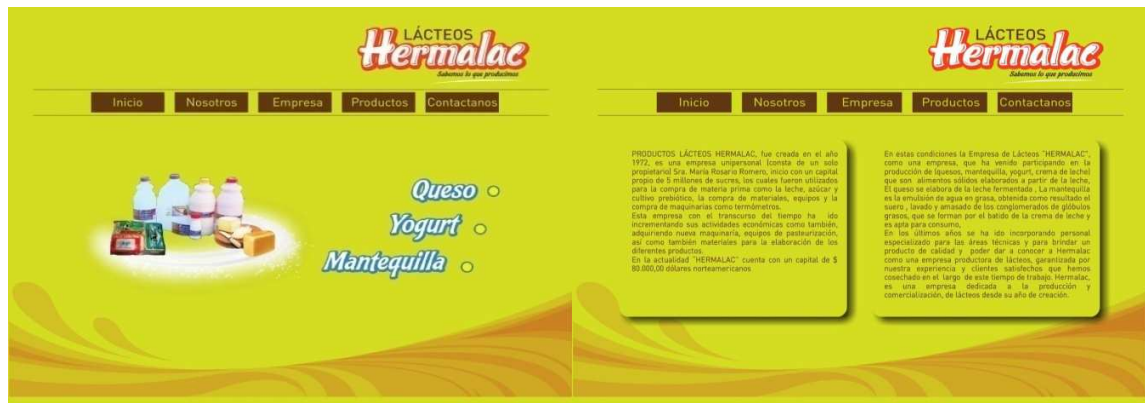 LÁCTEOS
Hermalac
Sabemos lo que producimos
Inicio Nosotros Empresa Productos Contactanos
Queso
Yogurt
Mantequilla
LÁCTEOS
Hermalac
Sabemos lo que producimos
Inicio Nosotros Empresa Productos Contactanos
PRODUCTOS LÁCTEOS HERMALAC, fue creada en el año
1972, es una empresa unipersonal (consta de un solo
propietario) Sra. María Rosario Romero, inicio con un capital
propio de 5 millones de sucres, los cuales fueron utilizados
para la compra de materia prima como la leche, azúcar y
cultivo prebiótico, la compra de materiales, equipos y la
compra de maquinarias como termómetros.
Esta empresa con el transcurso del tiempo ha ido
incrementando sus actividades económicas como también,
adquiriendo nueva maquinaria, equipos de pasteurización,
así como también materiales para la elaboración de los
diferentes productos.
En la actualidad "HERMALAC" cuenta con un capital de $
80.000,00 dólares norteamericanos
En estas condiciones la Empresa de Lácteos "HERMALAC",
como una empresa, que ha venido participando en la
producción de (quesos, mantequilla, yogurt, crema de leche)
que son alimentos sólidos elaborados a partir de la leche,
El queso se elabora de la leche fermentada , La mantequilla
es la emulsión de agua en grasa, obtenida como resultado el
suero , lavado y amasado de los conglomerados de glóbulos
grasos, que se forman por el batido de la crema de leche y
es apta para consumo,
En los últimos años se ha ido incorporando personal
especializado para las áreas técnicas y para brindar un
producto de calidad y poder dar a conocer a Hermalac
como una empresa productora de lácteos, garantizada por
nuestra experiencia y clientes satisfechos que hemos
cosechado en el largo de este tiempo de trabajo. Hermalac,
es una empresa dedicada a la producción y
comercialización, de lácteos desde su año de creación.